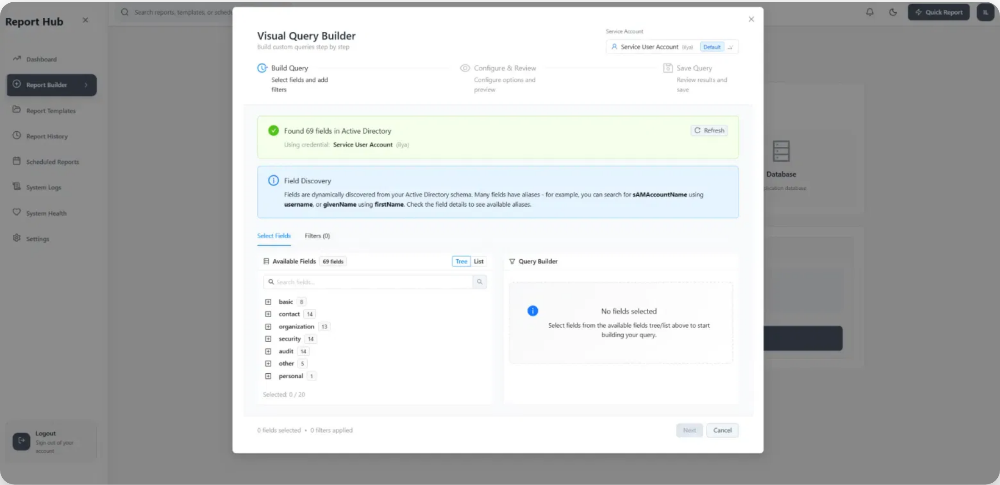 Report Hub
Search reports, templates, or
Quick Report
IL
Dashboard
Report Builder
Report Templates
Report History
Scheduled Reports
System Logs
System Health
Settings
Logout
Sign out of your
account
Visual Query Builder
Build custom queries step by step
Service Account
Service User Account (ilya) Default
Build Query
Select fields and add
filters
Configure & Review
Configure options and
preview
Save Query
Review results and
save
Found 69 fields in Active Directory
Refresh
Using credential: Service User Account (ilya)
Field Discovery
Fields are dynamically discovered from your Active Directory schema. Many fields have aliases - for example, you can search for sAMAccountName using
username, or givenName using firstName. Check the field details to see available aliases.
Select Fields
Filters (0)
Available Fields 69 fields
Tree List
Search fields...
basic 8
contact 14
organization 13
security 14
audit 14
other 5
personal 1
Selected: 0 / 20
Query Builder
No fields selected
Select fields from the available fields tree/list above to start
building your query.
0 fields selected • 0 filters applied
Next
Cancel
Database
database